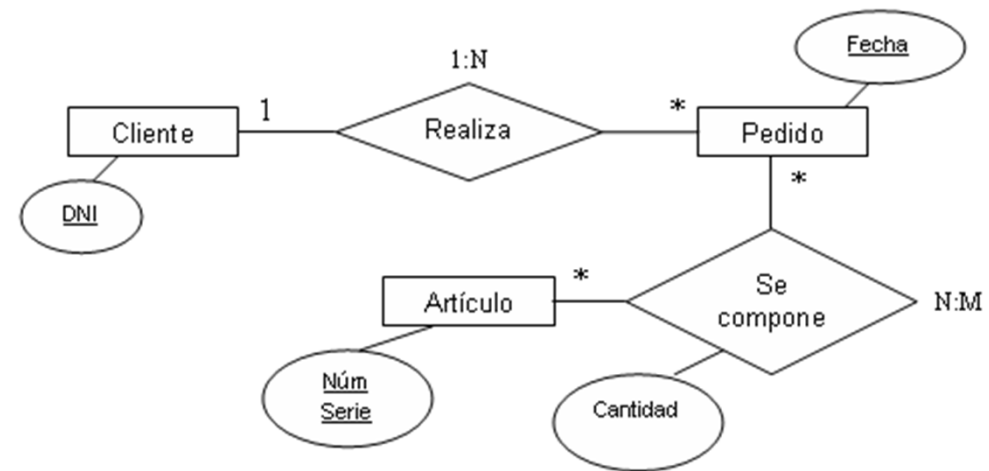 Fecha
1:N
Cliente
1
Realiza
*
Pedido
*
DNI
Artículo
*
Se
compone
N:M
Núm
Serie
Cantidad